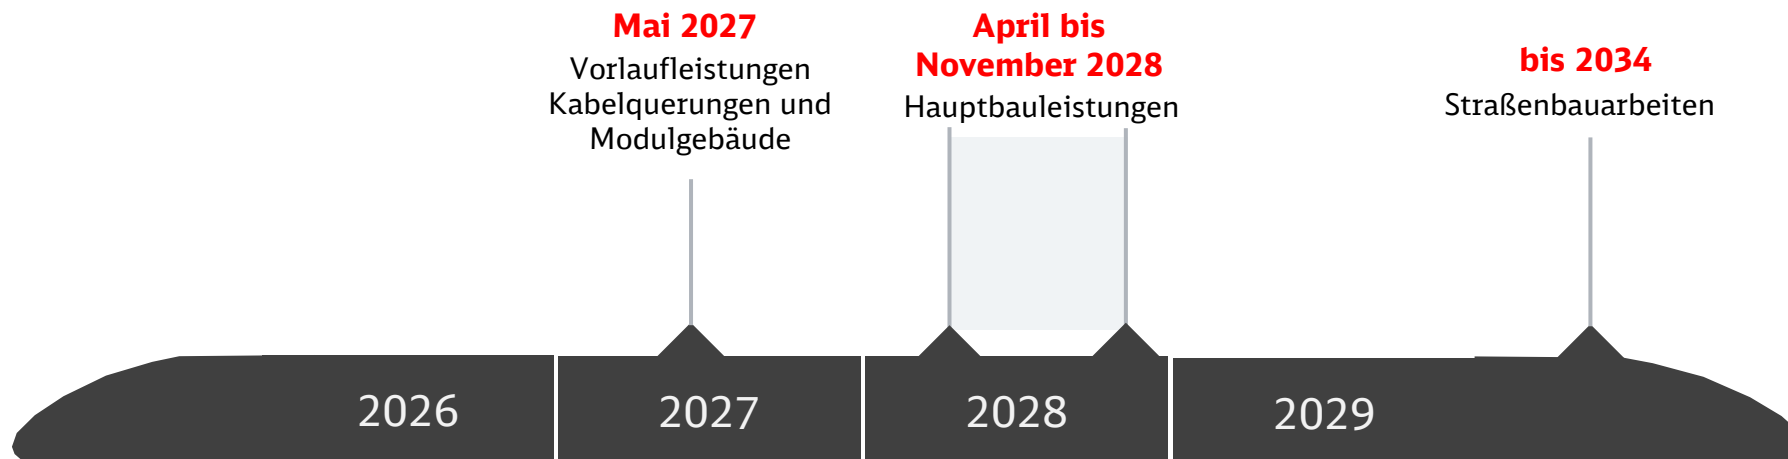 Mai 2027
Vorlaufleistungen
Kabelquerungen und
Modulgebäude
April bis
November 2028
Hauptbauleistungen
bis 2034
Straßenbauarbeiten
2026
2027
2028
2029